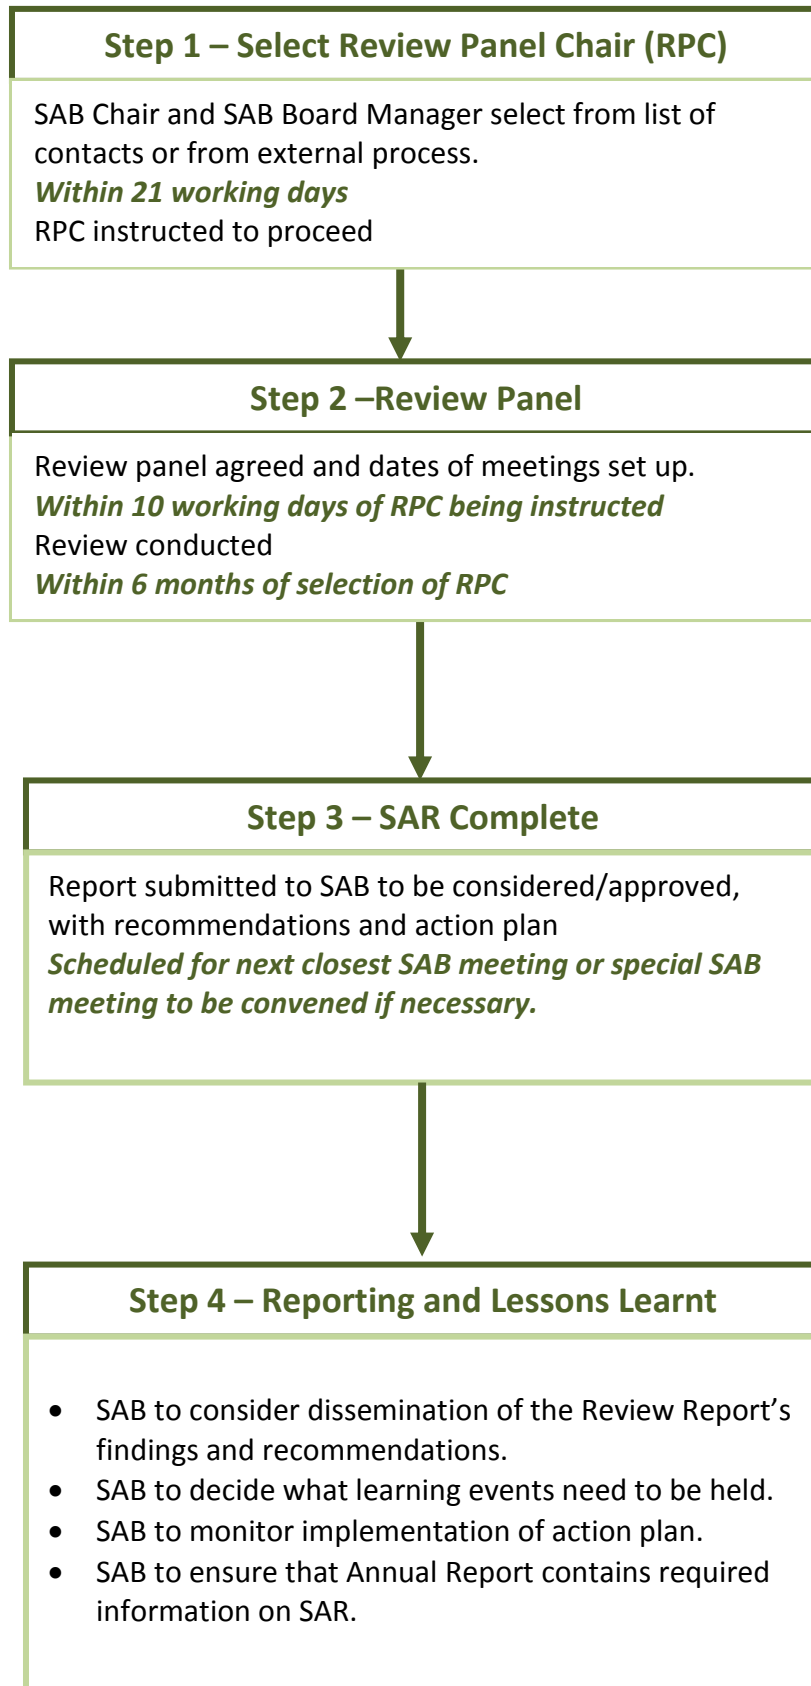 Step 1 – Select Review Panel Chair (RPC)
SAB Chair and SAB Board Manager select from list of
contacts or from external process.
Within 21 working days
RPC instructed to proceed
Step 2 –Review Panel
Review panel agreed and dates of meetings set up.
Within 10 working days of RPC being instructed
Review conducted
Within 6 months of selection of RPC
Step 3 – SAR Complete
Report submitted to SAB to be considered/approved,
with recommendations and action plan
Scheduled for next closest SAB meeting or special SAB
meeting to be convened if necessary.
Step 4 – Reporting and Lessons Learnt
• SAB to consider dissemination of the Review Report’s
findings and recommendations.
• SAB to decide what learning events need to be held.
• SAB to monitor implementation of action plan.
• SAB to ensure that Annual Report contains required
information on SAR.